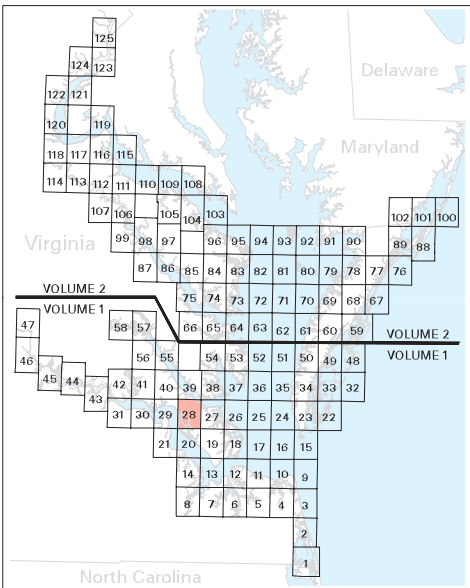 125
124 123
Delaware
122 121
120 119
Maryland
118 117 116 115
114 113 112 111 110 109 108
107 106 105 104 103
102 101 100
Virginia
99 98 97 96 95 94 93 92 91 90 89 88
87 86 85 84 83 82 81 80 79 78 77 76
VOLUME 2
75 74 73 72 71 70 69 68 67
VOLUME 1
47 58 57 66 65 64 63 62 61 60 59
VOLUME 2
VOLUME 1
46 56 55 54 53 52 51 50 49 48
45 44 43 42 41 40 39 38 37 36 35 34 33 32
31 30 29 28 27 26 25 24 23 22
21 20 19 18 17 16 15
14 13 12 11 10 9
8 7 6 5 4 3
2
1
North Carolina